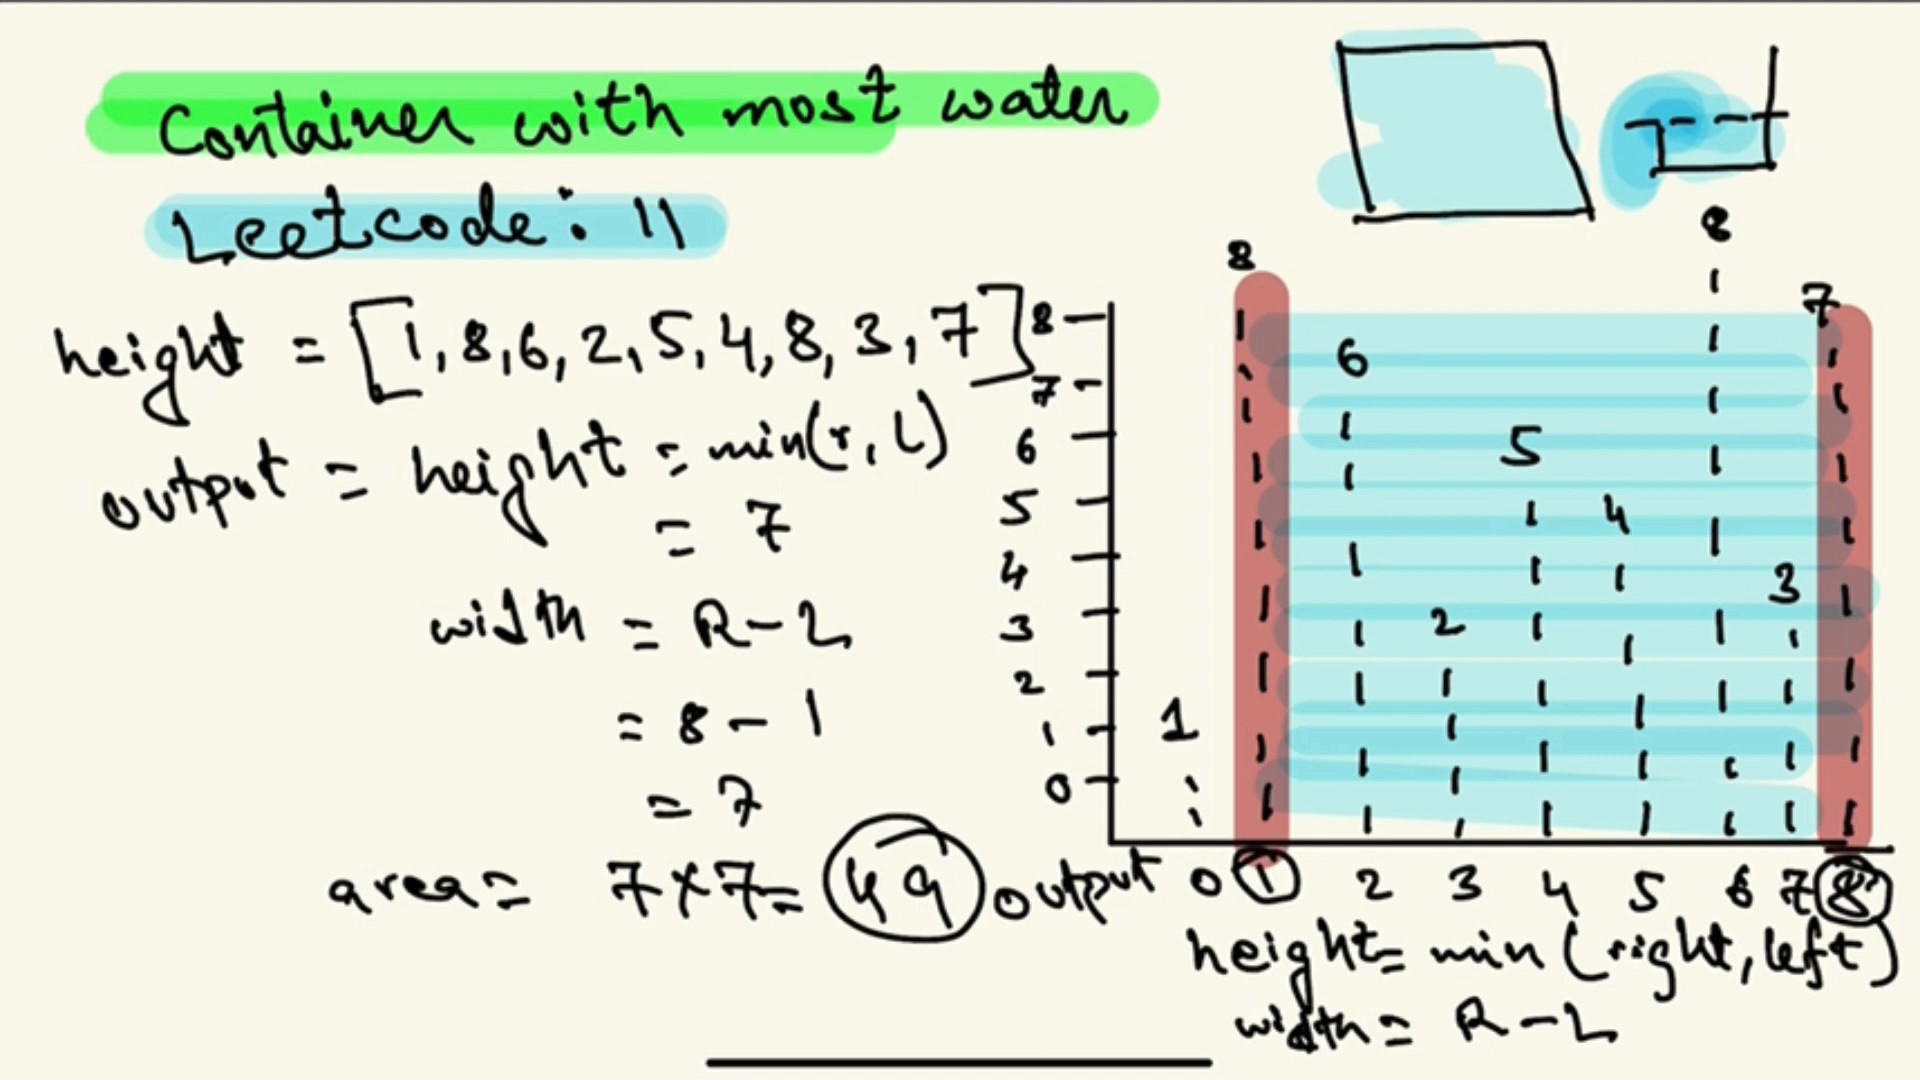 Container with most water
Leetcode: 11
height = [1,8,6,2,5,4,8,3,7]
output = height = min(r, L)
= 7
width = R-L
= 8 - 1
= 7
area = 7×7 = 49 output
8
7
6
5
4
3
2
1
0
1
8
6
2
5
4
8
3
7
0 1 2 3 4 5 6 7 8
height = min (right, left)
width = R-L